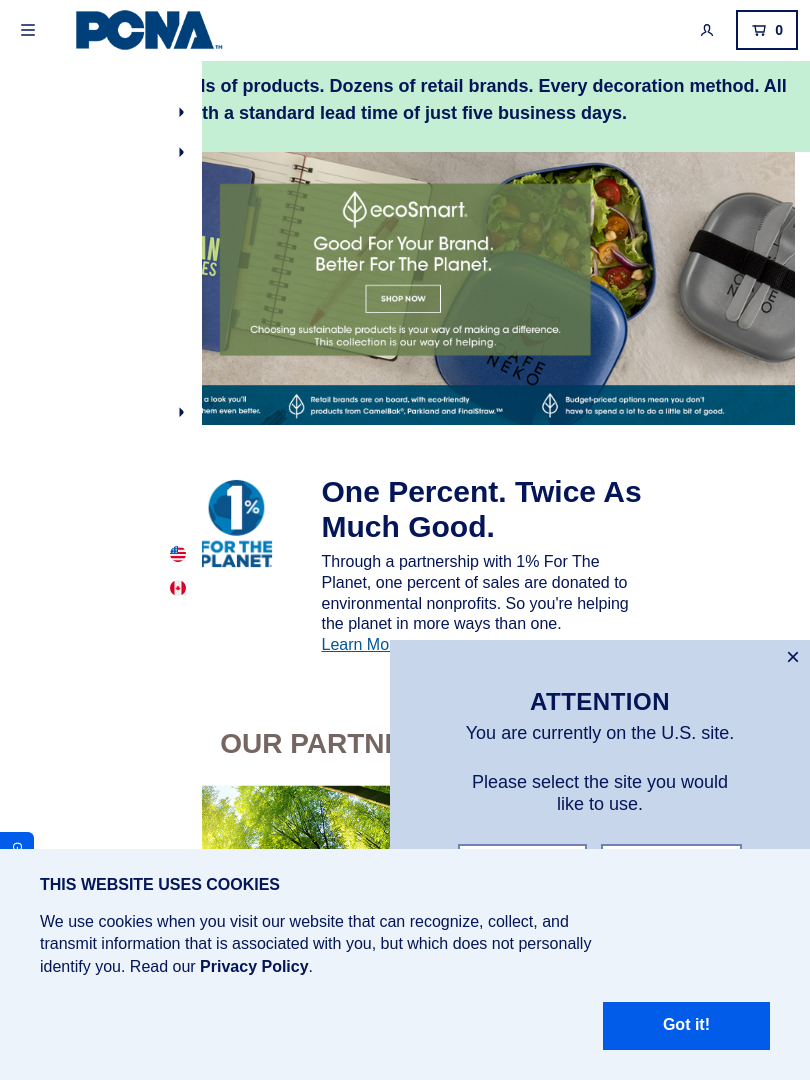 PCNA™
0
ls of products. Dozens of retail brands. Every decoration method. All
th a standard lead time of just five business days.
ecoSmart
Good For Your Brand.
Better For The Planet.
SHOP NOW
Choosing sustainable products is your way of making a difference.
This collection is our way of helping.
CAFE
NEKO
a look you'll
hem even better.
Retail brands are on board, with eco-friendly
products from CamelBak®, Parkland and FinalStraw.™
Budget-priced options mean you don't
have to spend a lot to do a little bit of good.
1%
FOR THE
PLANET
One Percent. Twice As
Much Good.
Through a partnership with 1% For The
Planet, one percent of sales are donated to
environmental nonprofits. So you're helping
the planet in more ways than one.
Learn Mo
OUR PARTNE
ATTENTION
You are currently on the U.S. site.
Please select the site you would
like to use.
THIS WEBSITE USES COOKIES
We use cookies when you visit our website that can recognize, collect, and
transmit information that is associated with you, but which does not personally
identify you. Read our Privacy Policy.
Got it!